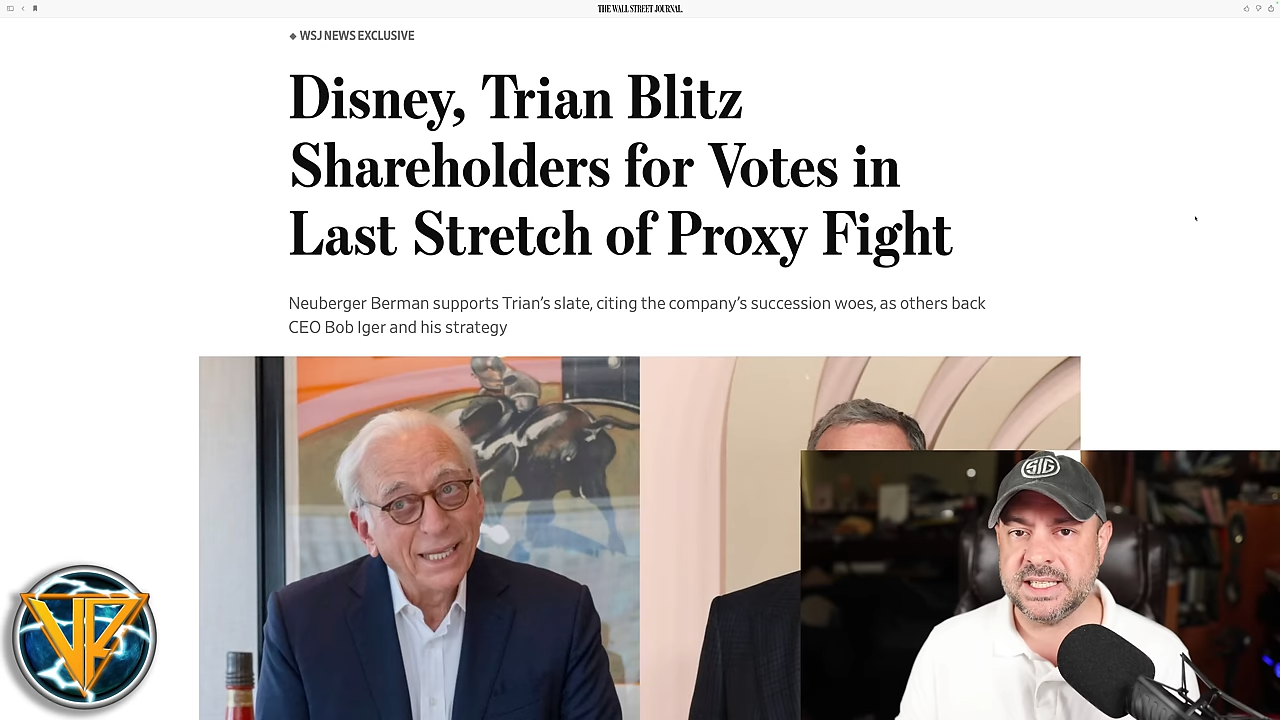 THE WALL STREET JOURNAL.
WSJ NEWS EXCLUSIVE
Disney, Trian Blitz
Shareholders for Votes in
Last Stretch of Proxy Fight
Neuberger Berman supports Trian’s slate, citing the company’s succession woes, as others back
CEO Bob Iger and his strategy
SIG